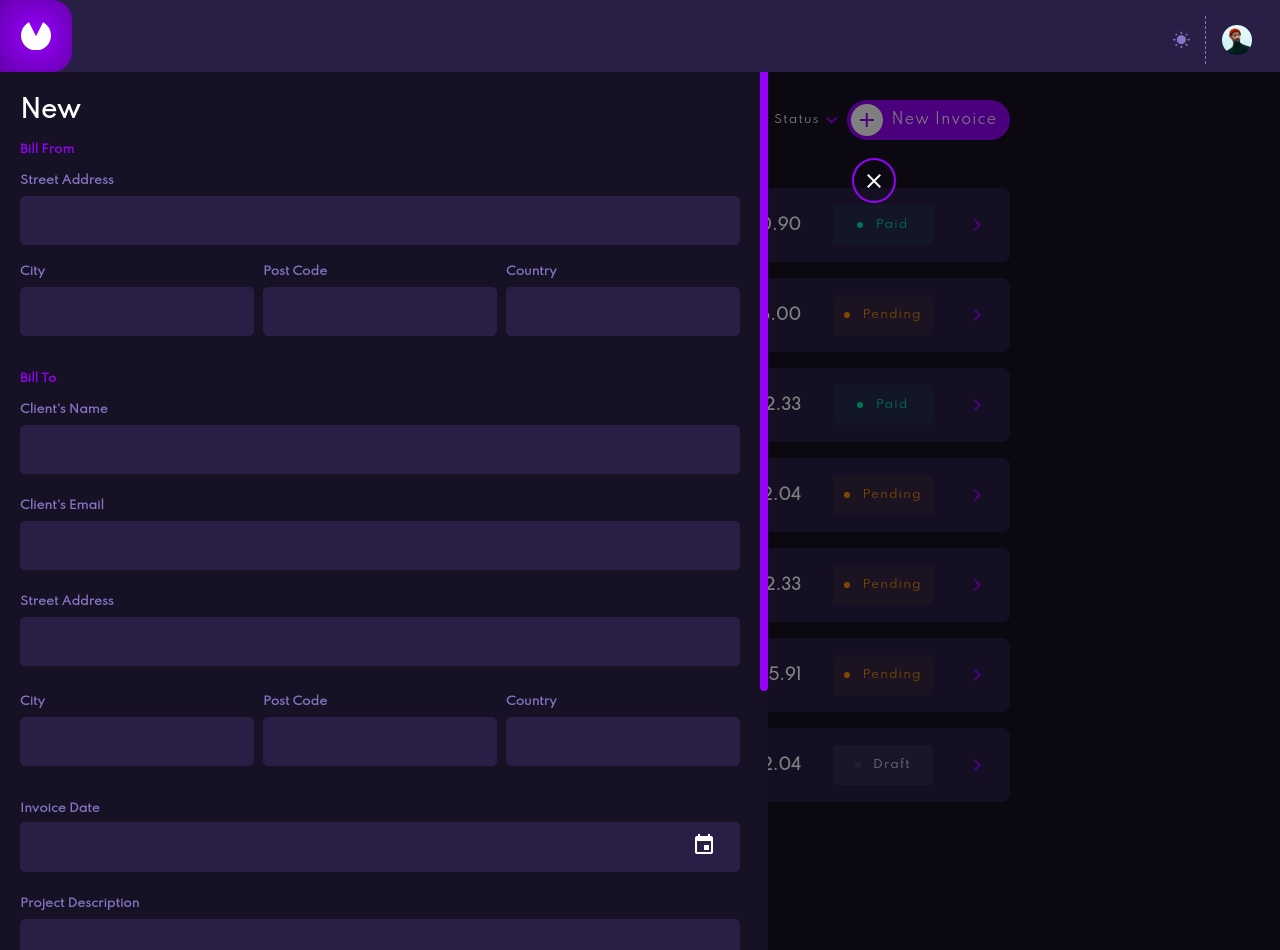 New
Status
New Invoice
Bill From
Street Address
.90 Paid
City Post Code Country
.00 Pending
Bill To
Client's Name
2.33 Paid
Client's Email
2.04 Pending
Street Address
2.33 Pending
5.91 Pending
City Post Code Country
2.04 Draft
Invoice Date
Project Description